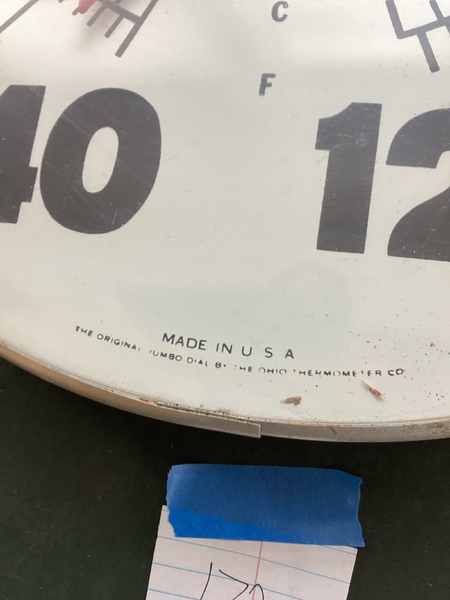 C
F
40
12
MADE IN U S A
THE ORIGINAL JUMBO DIAL BY THE OHIO THERMOMETER CO